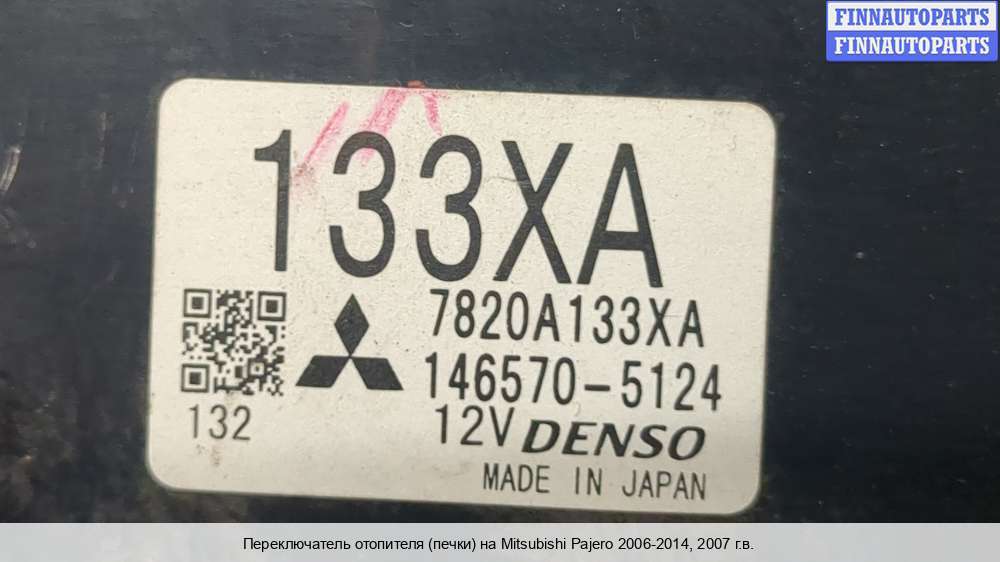 FINNAUTOPARTS
FINNAUTOPARTS
133XA
7820A133XA
146570-5124
132
12V DENSO
MADE IN JAPAN
Переключатель отопителя (печки) на Mitsubishi Pajero 2006-2014, 2007 г.в.